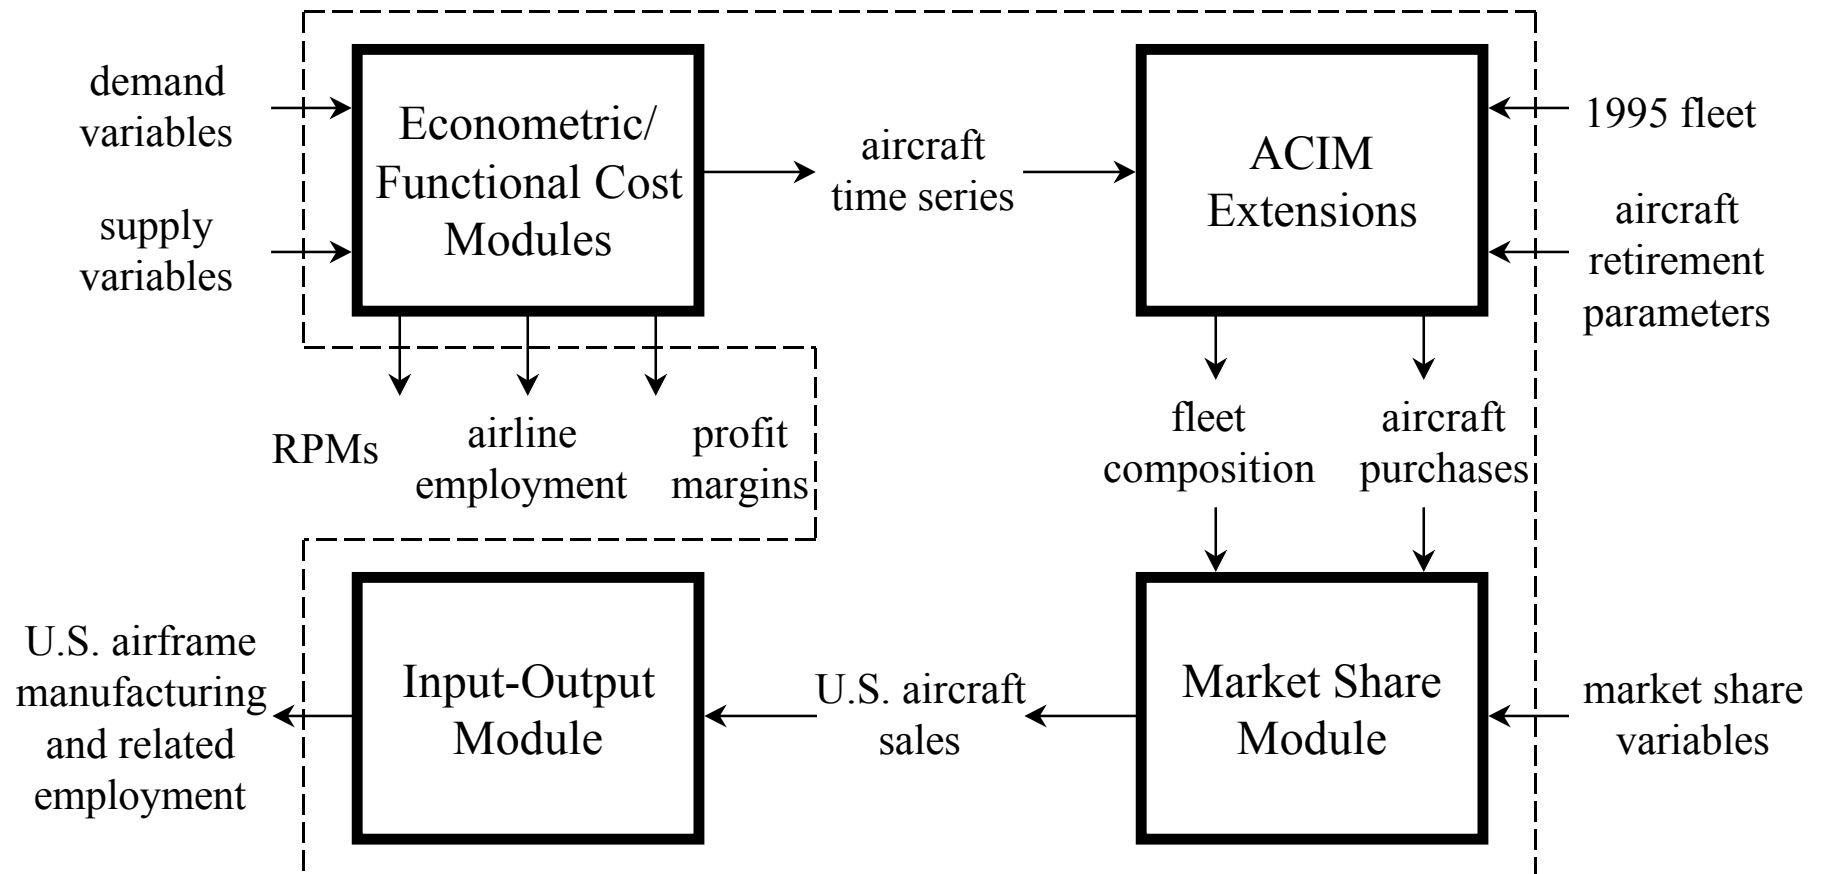 demand
variables
supply
variables
Econometric/
Functional Cost
Modules
aircraft
time series
ACIM
Extensions
1995 fleet
aircraft
retirement
parameters
RPMs
airline
employment
profit
margins
fleet
composition
aircraft
purchases
U.S. airframe
manufacturing
and related
employment
Input-Output
Module
U.S. aircraft
sales
Market Share
Module
market share
variables